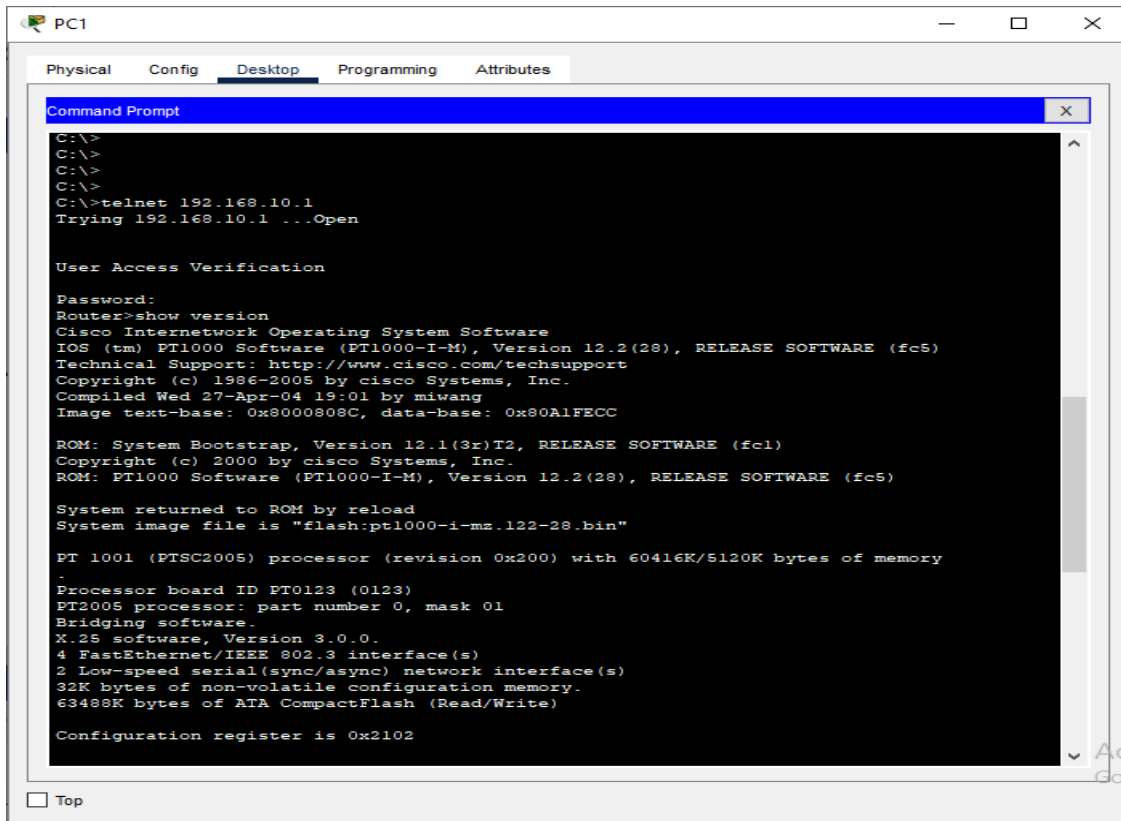 PC1
Physical Config Desktop Programming Attributes
Command Prompt
X
C:\>
C:\>
C:\>
C:\>
C:\>telnet 192.168.10.1
Trying 192.168.10.1 ...Open
User Access Verification
Password:
Router>show version
Cisco Internetwork Operating System Software
IOS (tm) PT1000 Software (PT1000-I-M), Version 12.2(28), RELEASE SOFTWARE (fc5)
Technical Support: http://www.cisco.com/techsupport
Copyright (c) 1986-2005 by cisco Systems, Inc.
Compiled Wed 27-Apr-04 19:01 by miwang
Image text-base: 0x8000808C, data-base: 0x80A1FECC
ROM: System Bootstrap, Version 12.1(3r)T2, RELEASE SOFTWARE (fc1)
Copyright (c) 2000 by cisco Systems, Inc.
ROM: PT1000 Software (PT1000-I-M), Version 12.2(28), RELEASE SOFTWARE (fc5)
System returned to ROM by reload
System image file is "flash:pt1000-i-mz.122-28.bin"
PT 1001 (PTSC2005) processor (revision 0x200) with 60416K/5120K bytes of memory
.
Processor board ID PT0123 (0123)
PT2005 processor: part number 0, mask 01
Bridging software.
X.25 software, Version 3.0.0.
4 FastEthernet/IEEE 802.3 interface(s)
2 Low-speed serial(sync/async) network interface(s)
32K bytes of non-volatile configuration memory.
63488K bytes of ATA CompactFlash (Read/Write)
Configuration register is 0x2102
Top